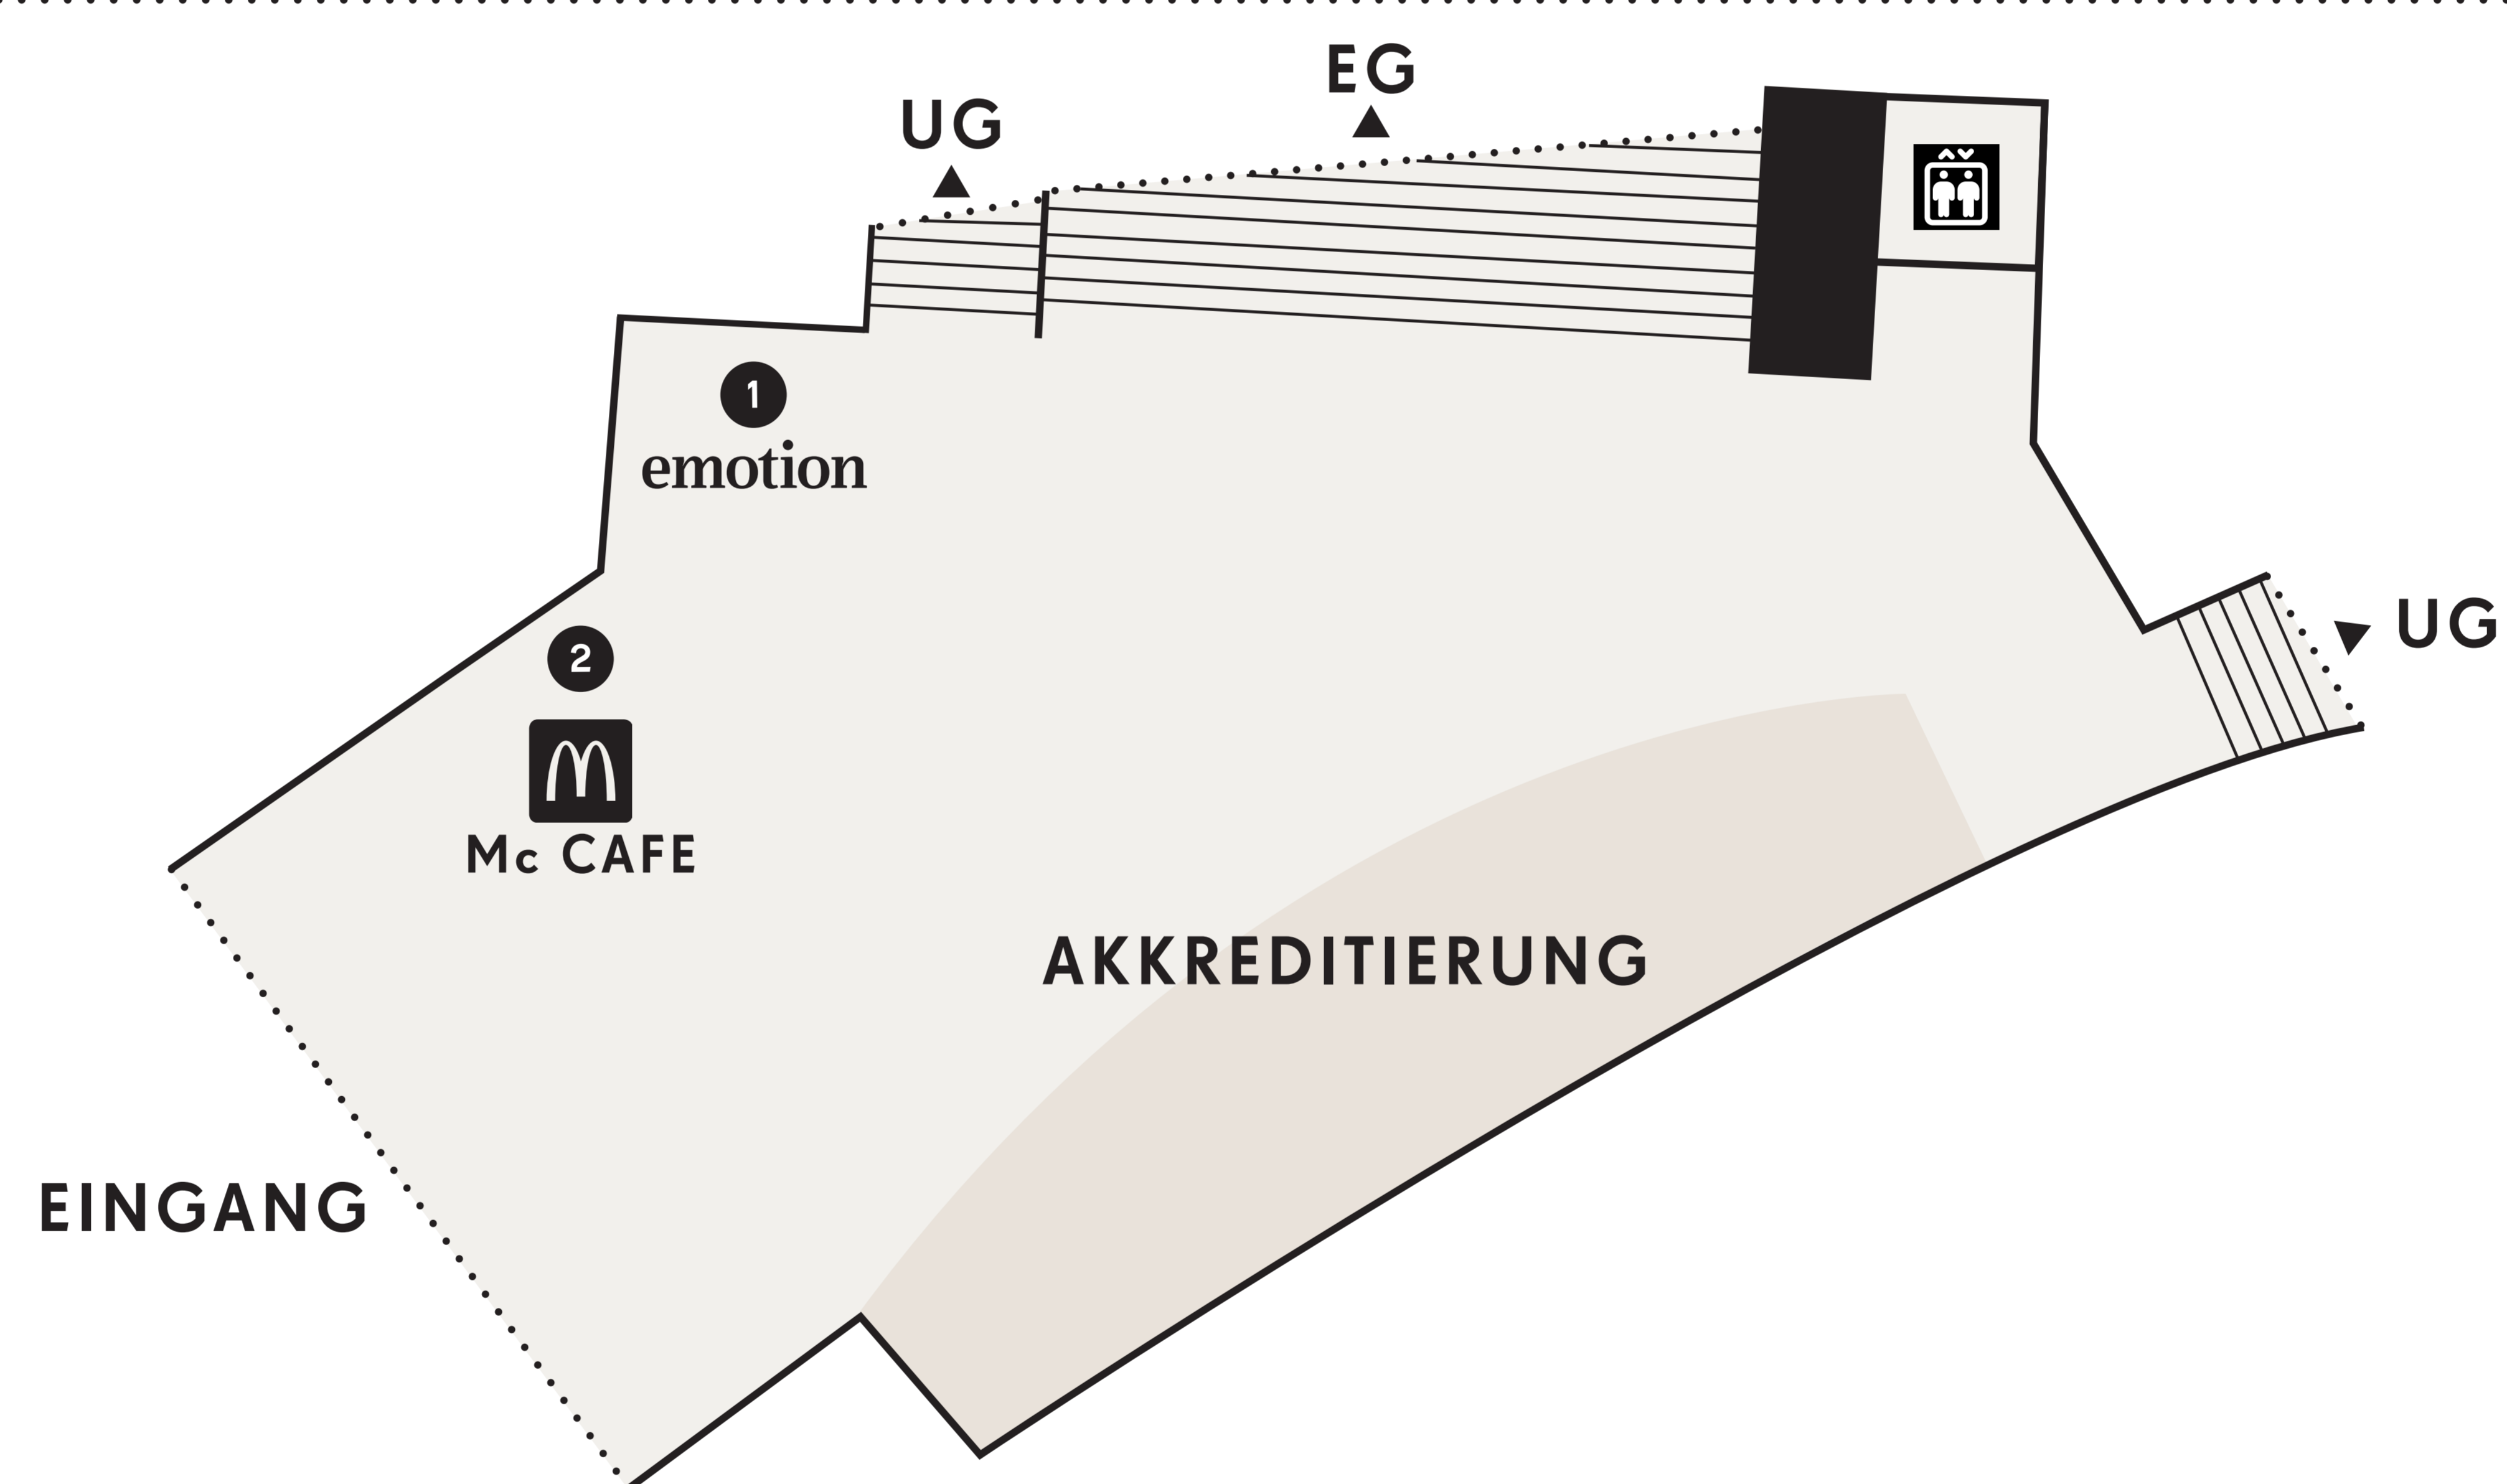 EG
UG
1
emotion
2
UG
Mc CAFE
AKKREDITIERUNG
EINGANG